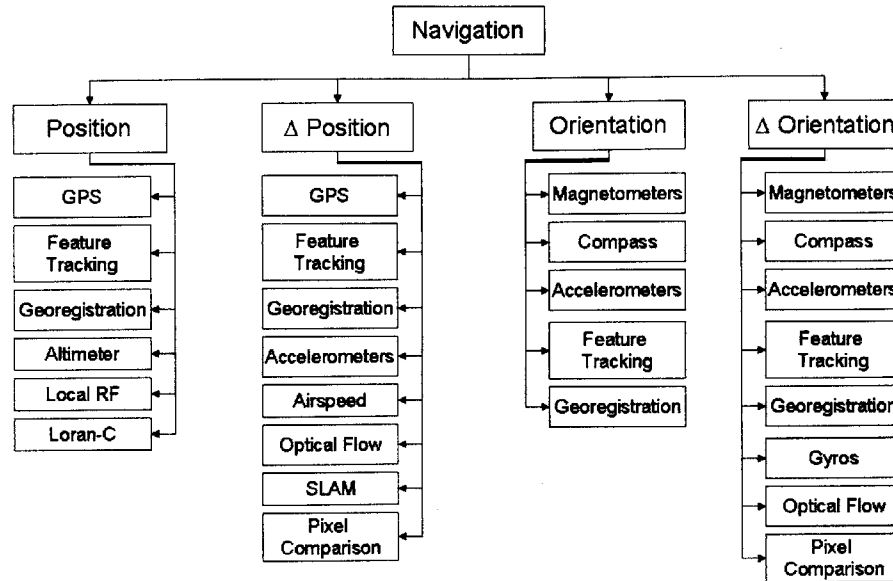 Navigation
Position
Δ Position
Orientation
Δ Orientation
GPS
Feature
Tracking
Georegistration
Altimeter
Local RF
Loran-C
GPS
Feature
Tracking
Georegistration
Accelerometers
Airspeed
Optical Flow
SLAM
Pixel
Comparison
Magnetometers
Compass
Accelerometers
Feature
Tracking
Georegistration
Magnetometers
Compass
Accelerometers
Feature
Tracking
Georegistration
Gyros
Optical Flow
Pixel
Comparison